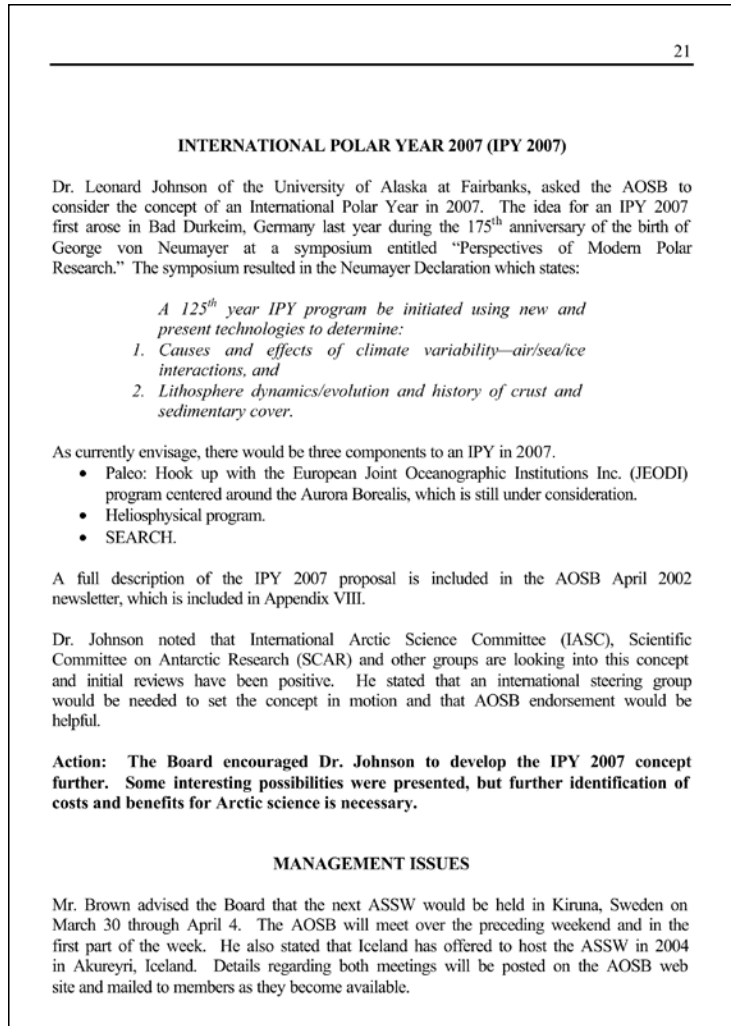 21
INTERNATIONAL POLAR YEAR 2007 (IPY 2007)
Dr. Leonard Johnson of the University of Alaska at Fairbanks, asked the AOSB to
consider the concept of an International Polar Year in 2007. The idea for an IPY 2007
first arose in Bad Durkeim, Germany last year during the 175th anniversary of the birth of
George von Neumayer at a symposium entitled “Perspectives of Modern Polar
Research.” The symposium resulted in the Neumayer Declaration which states:
A 125th year IPY program be initiated using new and
present technologies to determine:
1. Causes and effects of climate variability—air/sea/ice
interactions, and
2. Lithosphere dynamics/evolution and history of crust and
sedimentary cover.
As currently envisage, there would be three components to an IPY in 2007.
• Paleo: Hook up with the European Joint Oceanographic Institutions Inc. (JEODI)
program centered around the Aurora Borealis, which is still under consideration.
• Heliosphysical program.
• SEARCH.
A full description of the IPY 2007 proposal is included in the AOSB April 2002
newsletter, which is included in Appendix VIII.
Dr. Johnson noted that International Arctic Science Committee (IASC), Scientific
Committee on Antarctic Research (SCAR) and other groups are looking into this concept
and initial reviews have been positive. He stated that an international steering group
would be needed to set the concept in motion and that AOSB endorsement would be
helpful.
Action: The Board encouraged Dr. Johnson to develop the IPY 2007 concept
further. Some interesting possibilities were presented, but further identification of
costs and benefits for Arctic science is necessary.
MANAGEMENT ISSUES
Mr. Brown advised the Board that the next ASSW would be held in Kiruna, Sweden on
March 30 through April 4. The AOSB will meet over the preceding weekend and in the
first part of the week. He also stated that Iceland has offered to host the ASSW in 2004
in Akureyri, Iceland. Details regarding both meetings will be posted on the AOSB web
site and mailed to members as they become available.